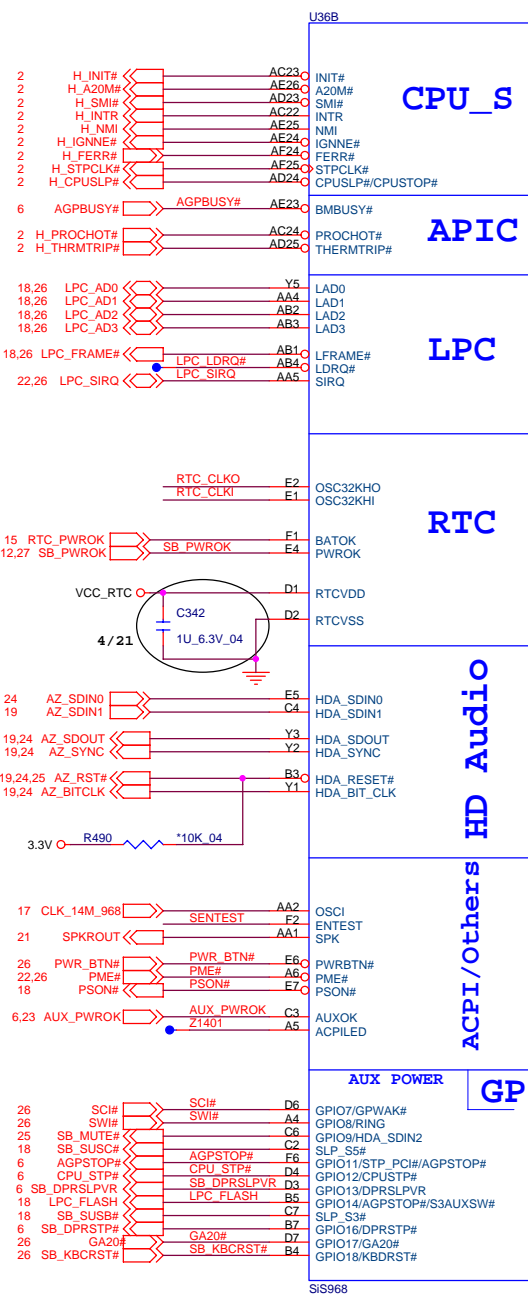 U36B
CPU_S
2 H_INIT# AC23 INIT#
2 H_A20M# AE26 A20M#
2 H_SMI# AD23 SMI#
2 H_INTR AC22 INTR
2 H_NMI AE25 NMI
2 H_IGNNE# AE24 IGNNE#
2 H_FERR# AF24 FERR#
2 H_STPCLK# AF25 STPCLK#
2 H_CPUSLP# AD24 CPUSLP#/CPUSTOP#
6 AGPBUSY# AGPBUSY# AE23 BMBUSY#
APIC
2 H_PROCHOT# AC24 PROCHOT#
2 H_THRMTRIP# AD25 THERMTRIP#
18,26 LPC_AD0 Y5 LAD0
18,26 LPC_AD1 AA4 LAD1
18,26 LPC_AD2 AB2 LAD2
18,26 LPC_AD3 AB3 LAD3
LPC
18,26 LPC_FRAME# AB1 LFRAME#
LPC_LDRQ# AB4 LDRQ#
22,26 LPC_SIRQ LPC_SIRQ AA5 SIRQ
RTC_CLKO E2 OSC32KHO
RTC_CLKI E1 OSC32KHI
RTC
15 RTC_PWROK F1 BATOK
12,27 SB_PWROK SB_PWROK E4 PWROK
VCC_RTC D1 RTCVDD
C342
D2 RTCVSS
4/21 1U_6.3V_04
HD Audio
24 AZ_SDIN0 E5 HDA_SDIN0
19 AZ_SDIN1 C4 HDA_SDIN1
19,24 AZ_SDOUT Y3 HDA_SDOUT
19,24 AZ_SYNC Y2 HDA_SYNC
19,24,25 AZ_RST# B3 HDA_RESET#
19,24 AZ_BITCLK Y1 HDA_BIT_CLK
3.3V R490 *10K_04
ACPI/Others
17 CLK_14M_968 AA2 OSCI
SENTEST F2 ENTEST
21 SPKROUT AA1 SPK
26 PWR_BTN# PWR_BTN# E6 PWRBTN#
22,26 PME# PME# A6 PME#
18 PSON# PSON# E7 PSON#
6,23 AUX_PWROK AUX_PWROK C3 AUXOK
Z1401 A5 ACPILED
AUX POWER
GP
26 SCI# SCI# D6 GPIO7/GPWAK#
26 SWI# SWI# A4 GPIO8/RING
25 SB_MUTE# C6 GPIO9/HDA_SDIN2
18 SB_SUSC# C2 SLP_S5#
6 AGPSTOP# AGPSTOP# F6 GPIO11/STP_PCI#/AGPSTOP#
6 CPU_STP# CPU_STP# D4 GPIO12/CPUSTP#
6 SB_DPRSLPVR SB_DPRSLPVR D3 GPIO13/DPRSLPVR
18 LPC_FLASH LPC_FLASH B5 GPIO14/AGPSTOP#/S3AUXSW#
18 SB_SUSB# C7 SLP_S3#
6 SB_DPRSTP# B7 GPIO16/DPRSTP#
26 GA20# GA20# D7 GPIO17/GA20#
26 SB_KBCRST# SB_KBCRST# B4 GPIO18/KBDRST#
SiS968